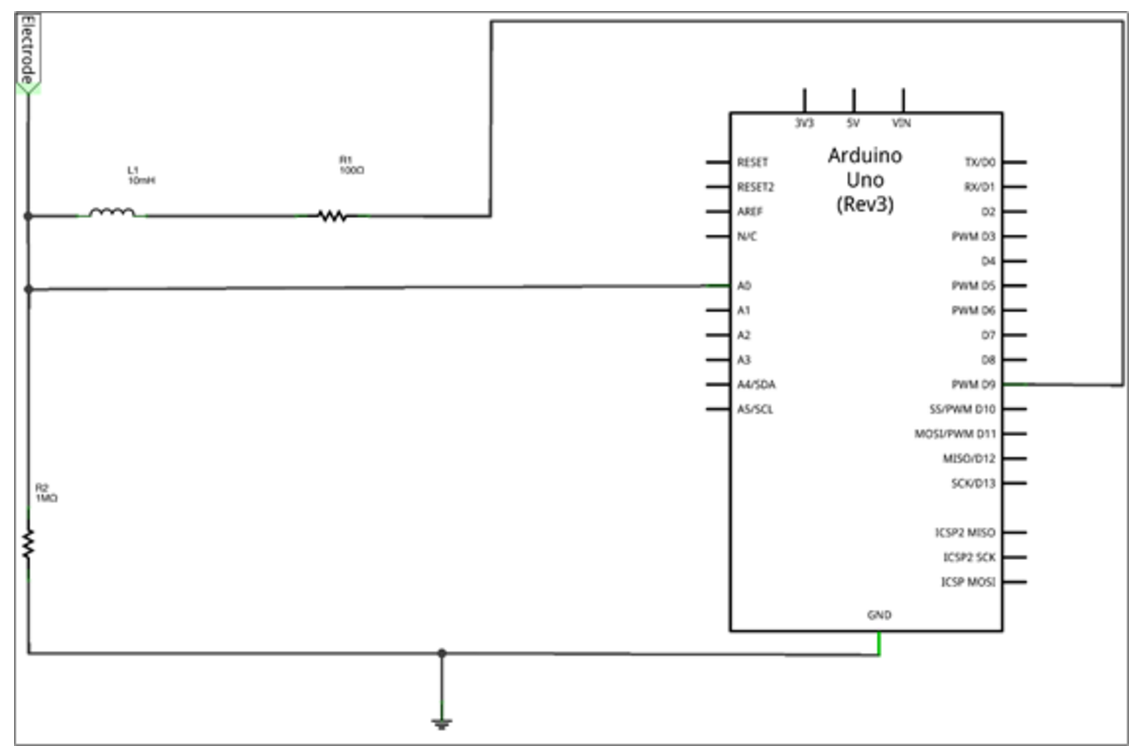 Electrode
L1
10mH
R1
100Ω
R2
1MΩ
3V3
5V
VIN
Arduino
Uno
(Rev3)
RESET
RESET2
AREF
N/C
A0
A1
A2
A3
A4/SDA
A5/SCL
TX/D0
RX/D1
D2
PWM D3
D4
PWM D5
PWM D6
D7
D8
PWM D9
SS/PWM D10
MOSI/PWM D11
MISO/D12
SCK/D13
ICSP2 MISO
ICSP2 SCK
ICSP MOSI
GND